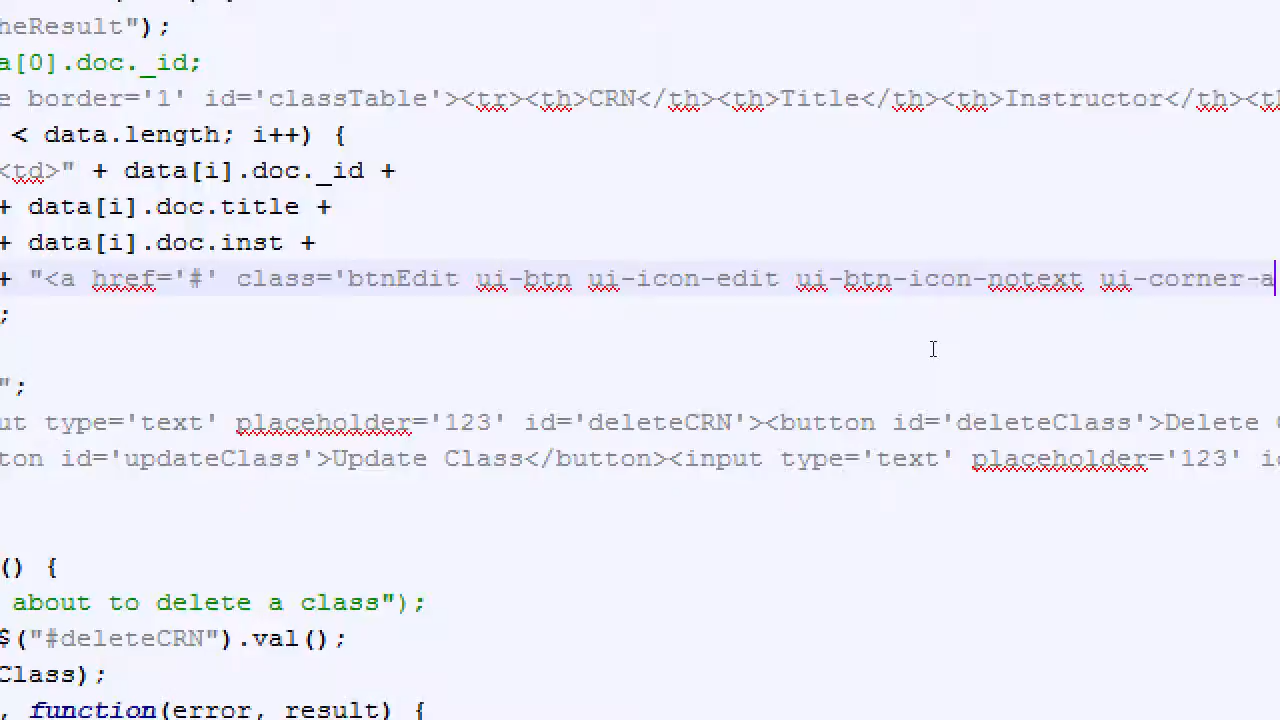 heResult");
a[0].doc._id;
e border='1' id='classTable'><tr><th>CRN</th><th>Title</th><th>Instructor</th><th
< data.length; i++) {
<td>" + data[i].doc._id +
+ data[i].doc.title +
+ data[i].doc.inst +
+ "<a href='#' class='btnEdit ui-btn ui-icon-edit ui-btn-icon-notext ui-corner-a
;
";
ut type='text' placeholder='123' id='deleteCRN'><button id='deleteClass'>Delete
ton id='updateClass'>Update Class</button><input type='text' placeholder='123' i
() {
about to delete a class");
$("#deleteCRN").val();
Class);
, function(error, result) {